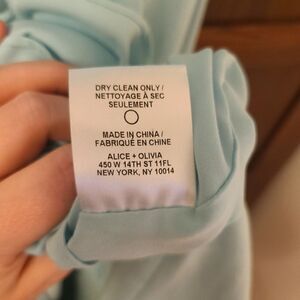 DRY CLEAN ONLY /
NETTOYAGE À SEC
SEULEMENT
MADE IN CHINA /
FABRIQUÉ EN CHINE
ALICE + OLIVIA
450 W 14TH ST 11FL
NEW YORK, NY 10014